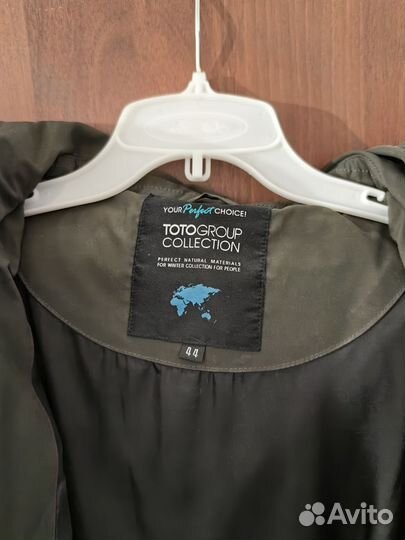 YOUR Perfect CHOICE!
TOTOGROUP
COLLECTION
PERFECT NATURAL MATERIALS
FOR WINTER COLLECTION FOR PEOPLE
44
Avito